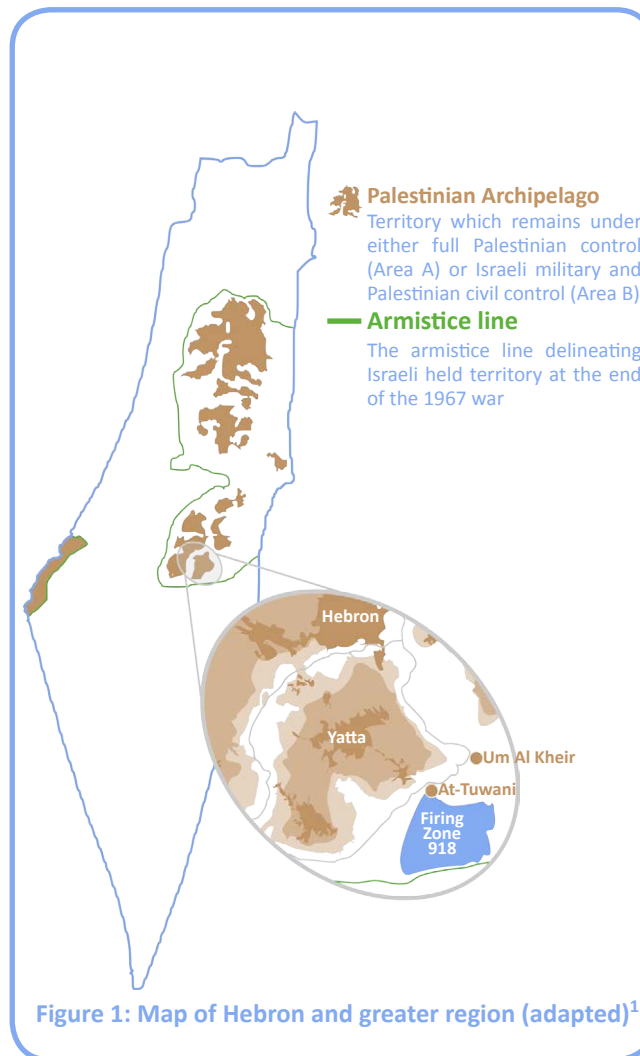 Palestinian Archipelago
Territory which remains under
either full Palestinian control
(Area A) or Israeli military and
Palestinian civil control (Area B)
Armistice line
The armistice line delineating
Israeli held territory at the end
of the 1967 war
Hebron
Yatta
Um Al Kheir
At-Tuwani
Firing
Zone
918
Figure 1: Map of Hebron and greater region (adapted)1